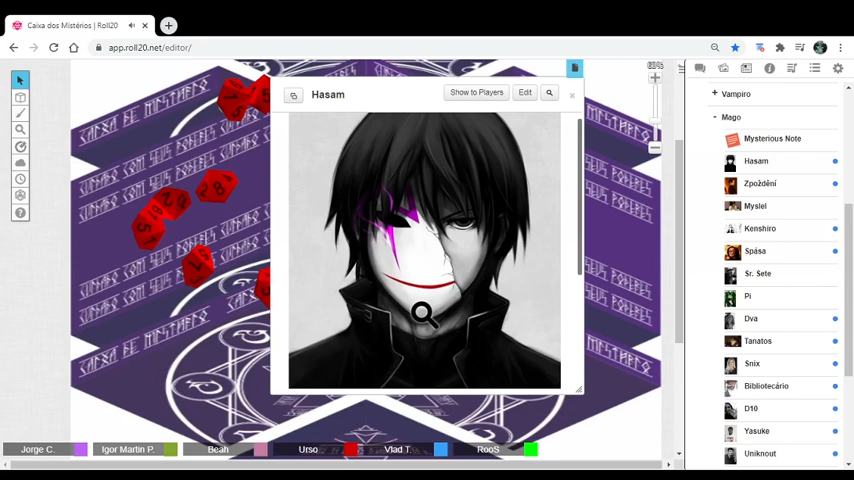 Caixa dos Mistérios | Roll20
app.roll20.net/editor/
Hasam
Show to Players
Edit
Vampiro
Mago
Mysterious Note
Hasam
Zpoždění
Myslel
Kenshiro
Spása
Sr. Sete
Pi
Dva
Tanatos
Snix
Bibliotecário
D10
Yasuke
Uniknout
Jorge C.
Igor Martin P.
Beah
Urso
Vlad T.
RooS